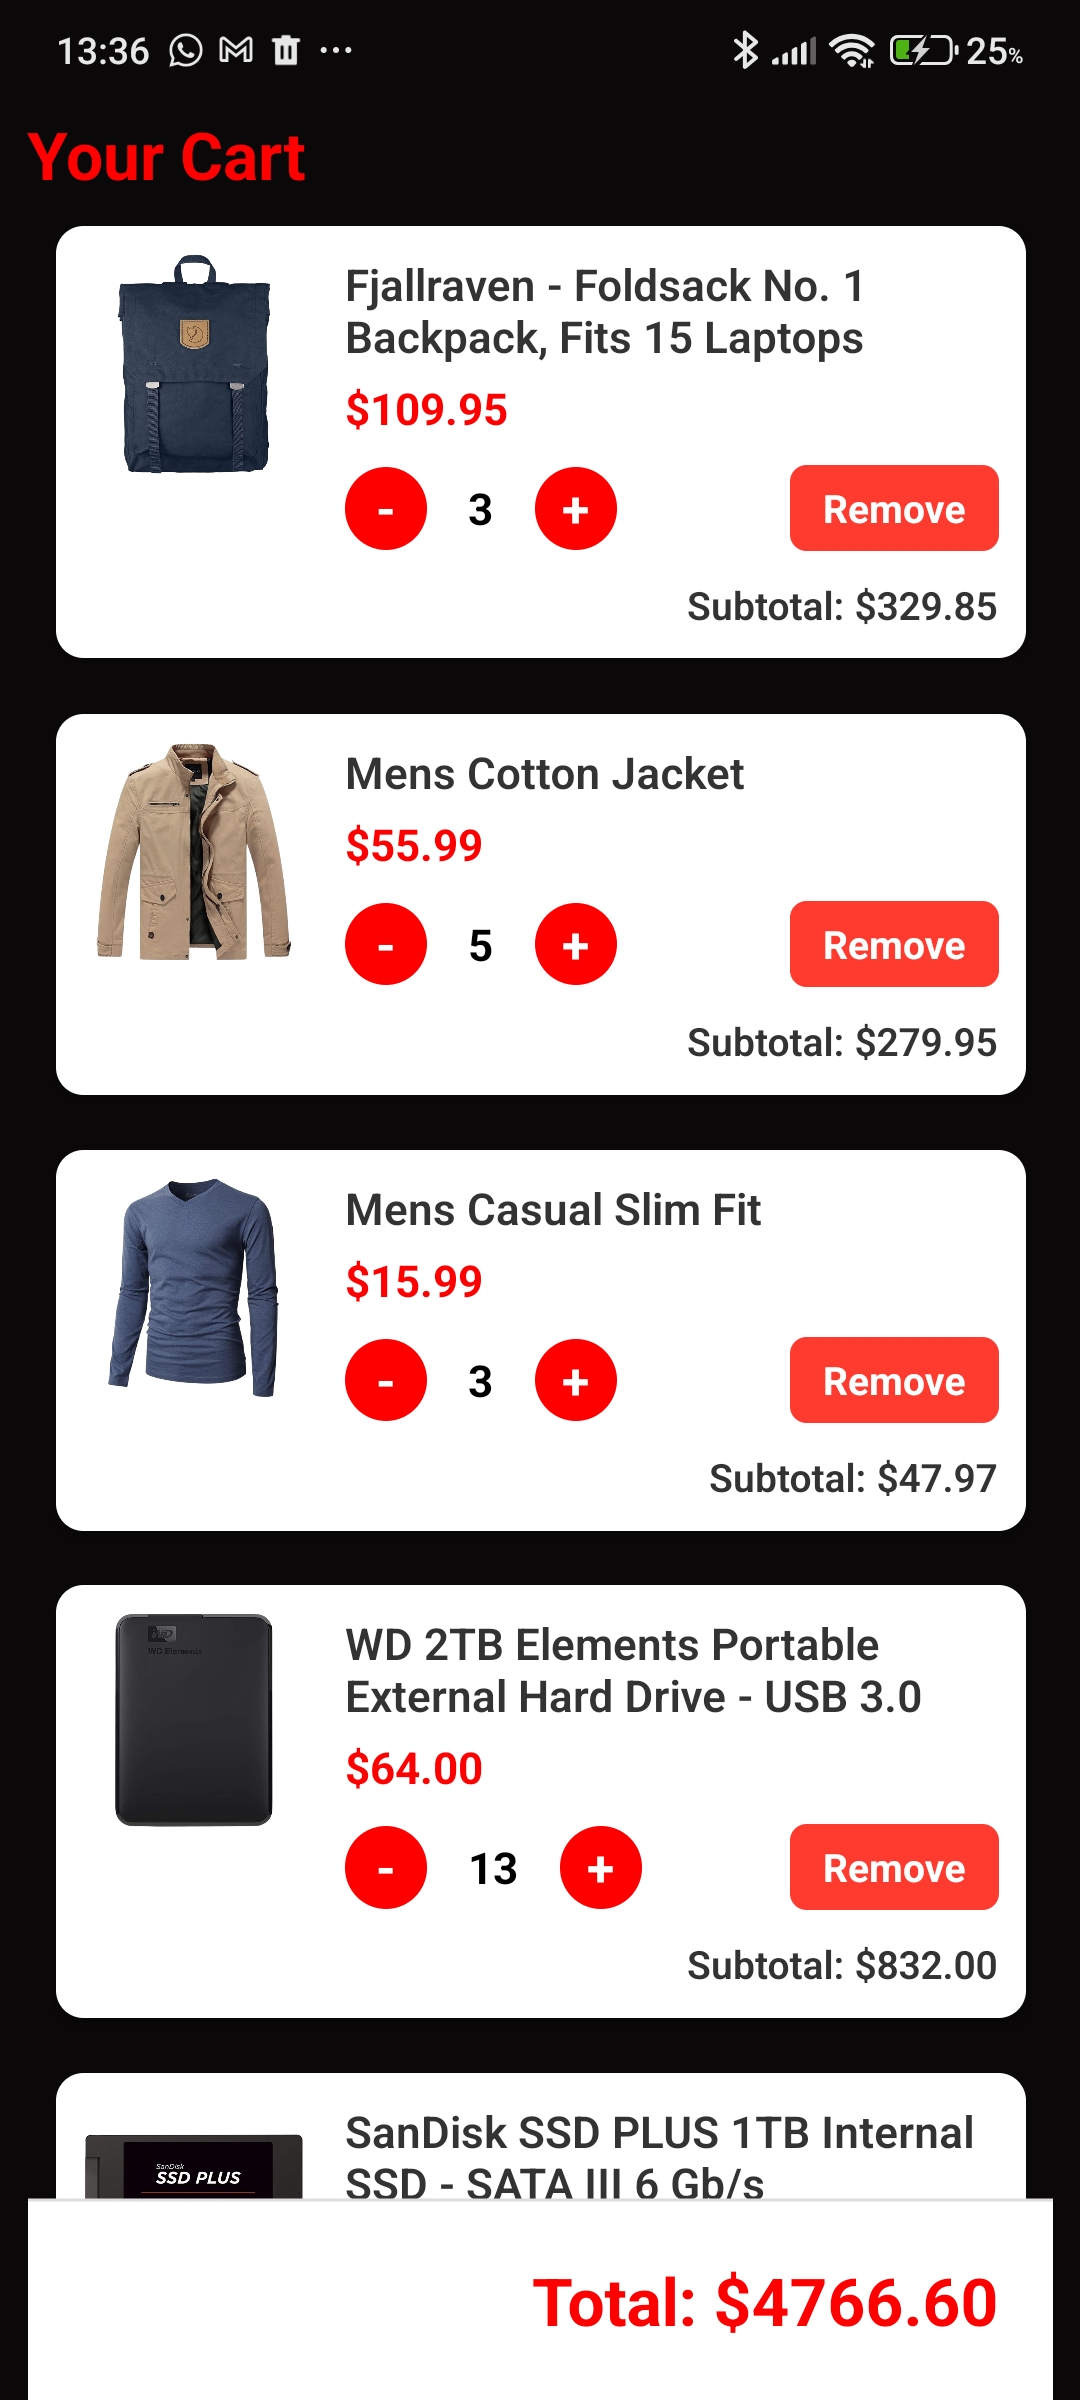 13:36
25%
Your Cart
Fjallraven - Foldsack No. 1
Backpack, Fits 15 Laptops
$109.95
- 3 + Remove
Subtotal: $329.85
Mens Cotton Jacket
$55.99
- 5 + Remove
Subtotal: $279.95
Mens Casual Slim Fit
$15.99
- 3 + Remove
Subtotal: $47.97
WD
WD Elements
WD 2TB Elements Portable
External Hard Drive - USB 3.0
$64.00
- 13 + Remove
Subtotal: $832.00
SanDisk
SSD PLUS
SanDisk SSD PLUS 1TB Internal
SSD - SATA III 6 Gb/s
Total: $4766.60